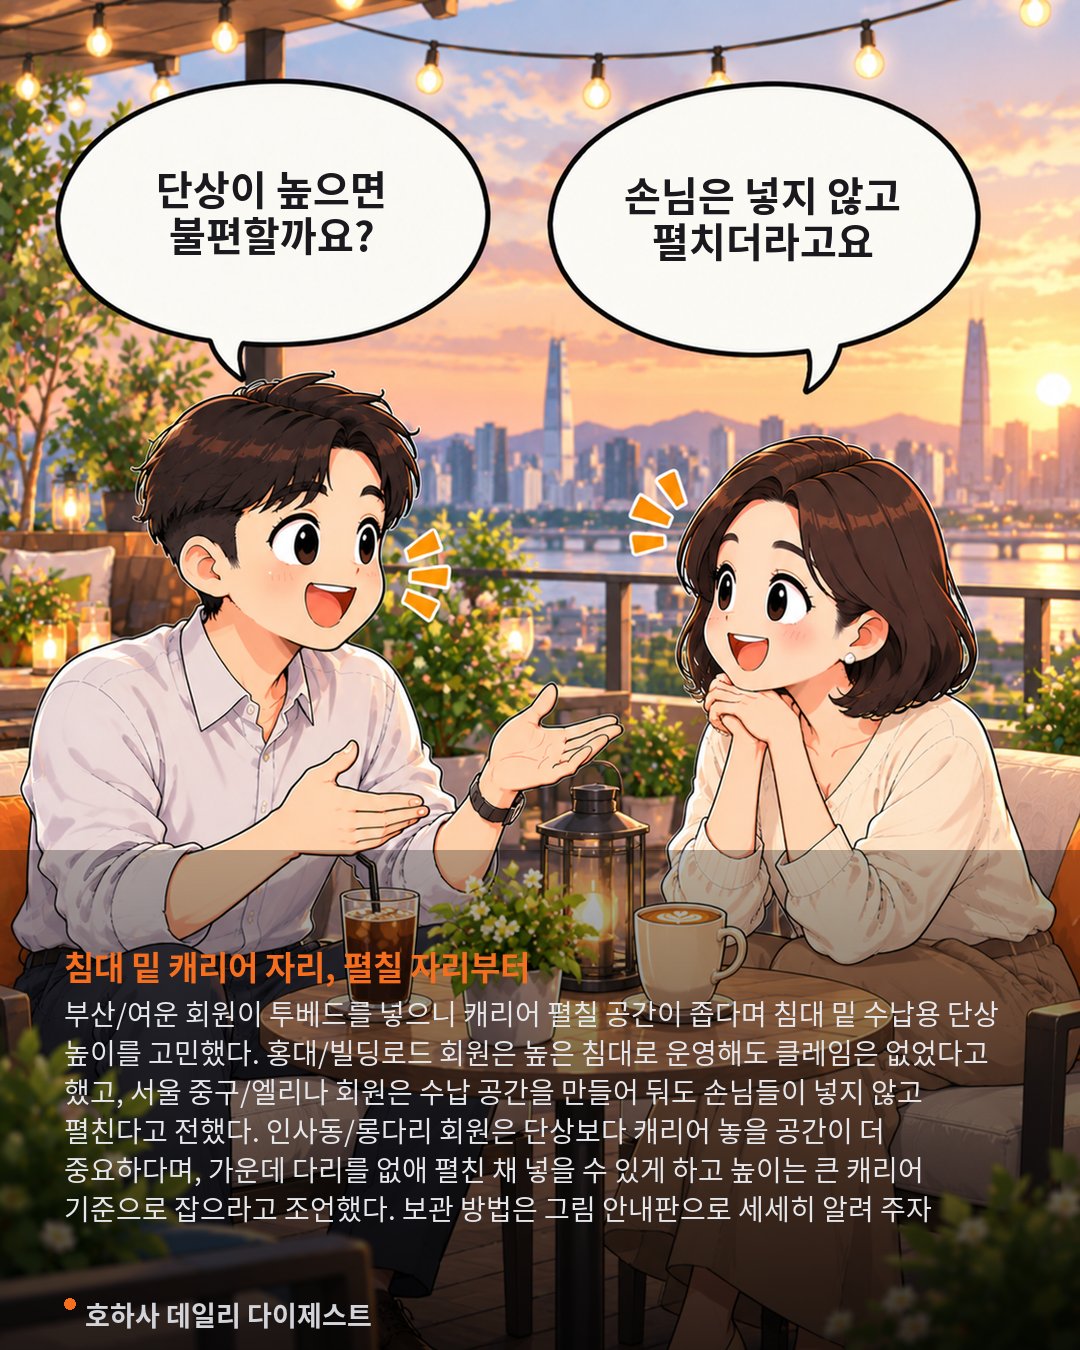 단상이 높으면
불편할까요?
손님은 넣지 않고
펼치더라고요
침대 밑 캐리어 자리, 펼칠 자리부터
부산/여운 회원이 투베드를 넣으니 캐리어 펼칠 공간이 좁다며 침대 밑 수납용 단상
높이를 고민했다. 홍대/빌딩로드 회원은 높은 침대로 운영해도 클레임은 없었다고
했고, 서울 중구/엘리나 회원은 수납 공간을 만들어 둬도 손님들이 넣지 않고
펼친다고 전했다. 인사동/롱다리 회원은 단상보다 캐리어 놓을 공간이 더
중요하다며, 가운데 다리를 없애 펼친 채 넣을 수 있게 하고 높이는 큰 캐리어
기준으로 잡으라고 조언했다. 보관 방법은 그림 안내판으로 세세히 알려 주자
호하사 데일리 다이제스트